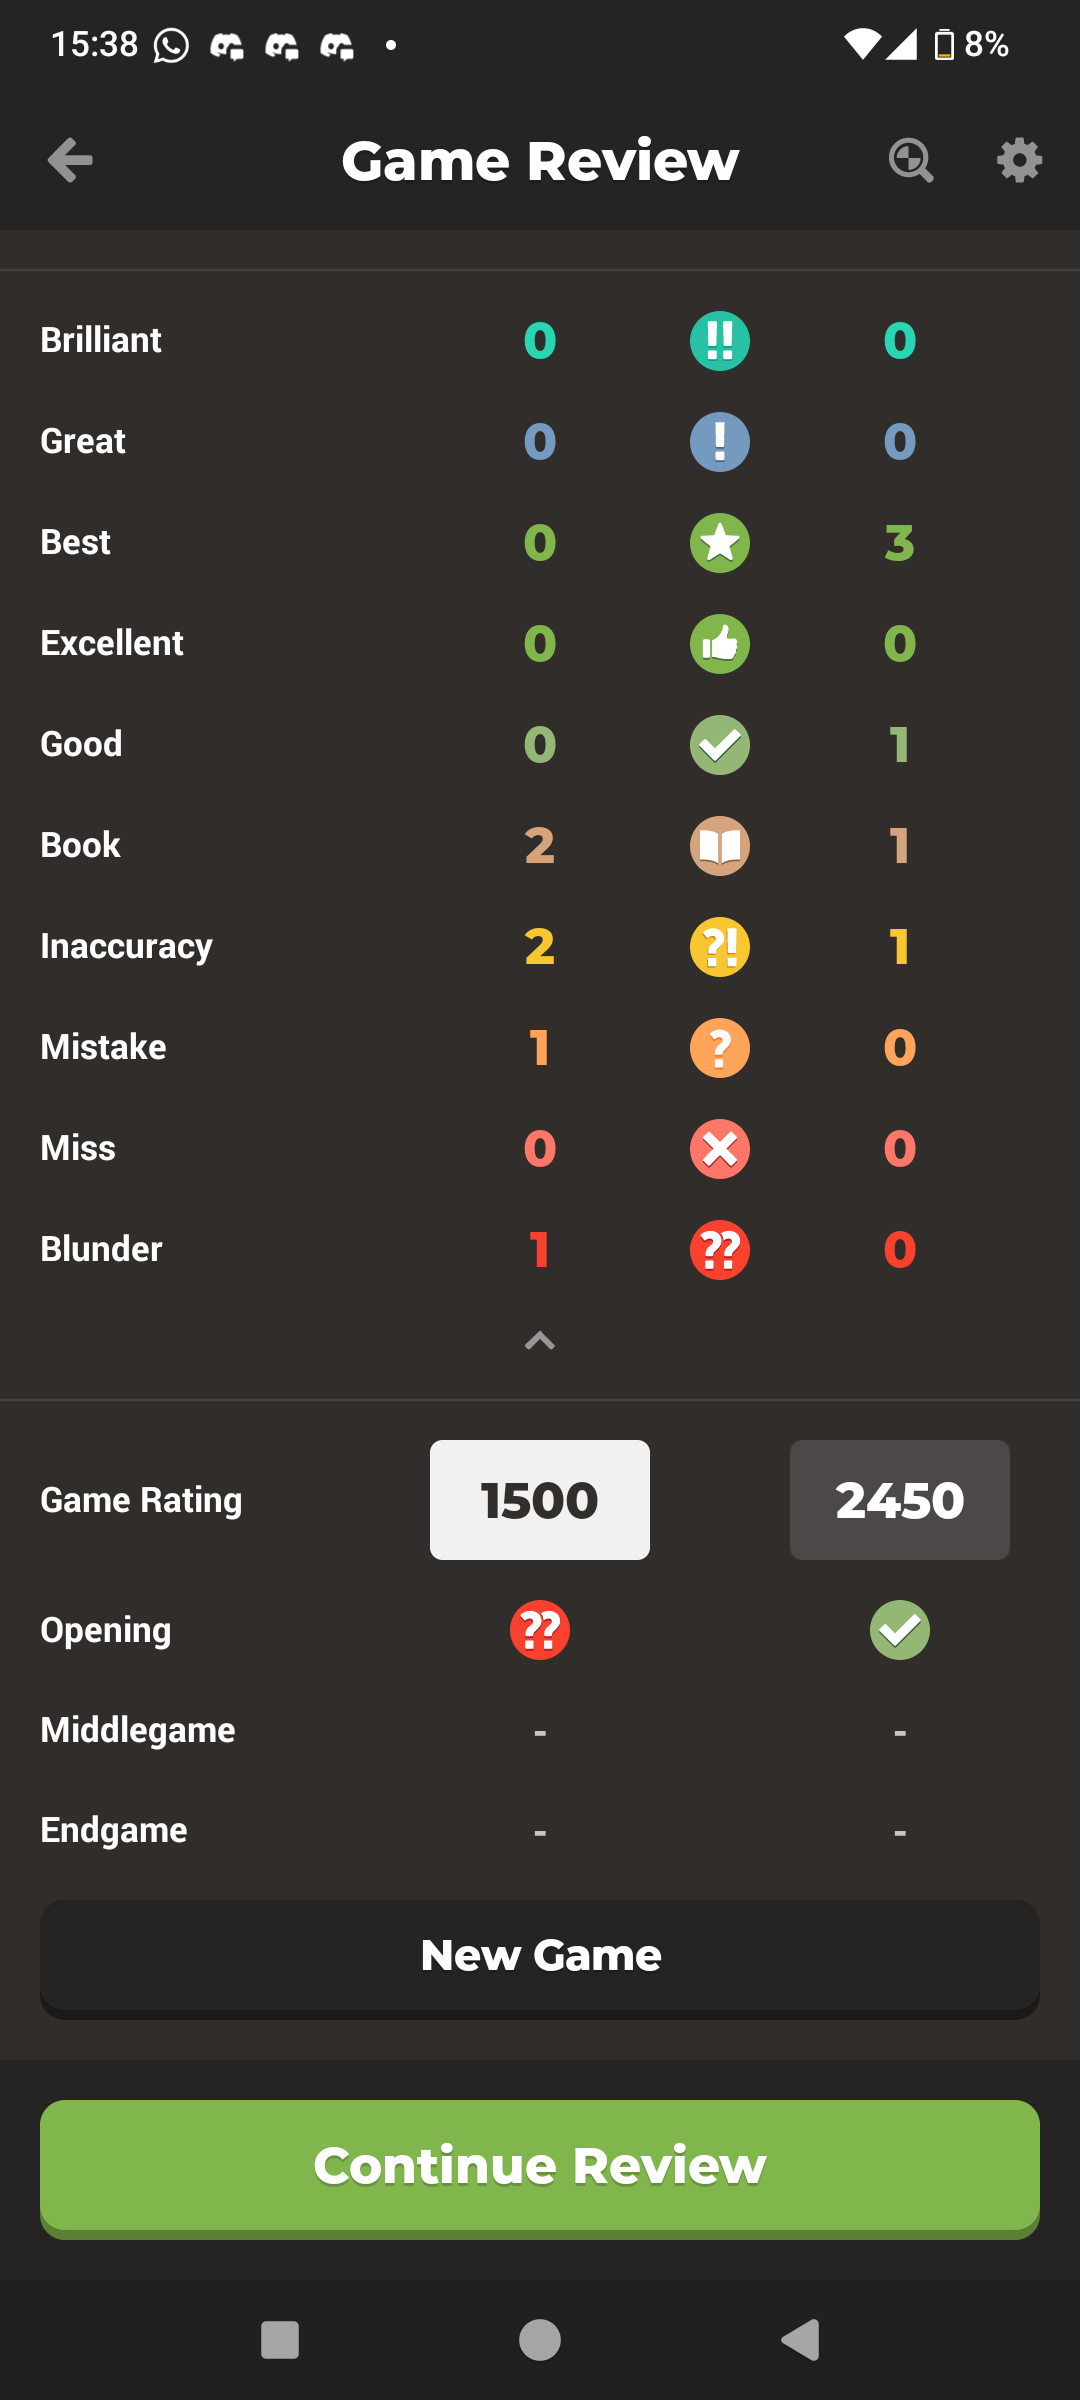 15:38 8%
Game Review
Brilliant 0 !! 0
Great 0 ! 0
Best 0 3
Excellent 0 0
Good 0 1
Book 2 1
Inaccuracy 2 ?! 1
Mistake 1 ? 0
Miss 0 0
Blunder 1 ?? 0
Game Rating 1500 2450
Opening ??
Middlegame - -
Endgame - -
New Game
Continue Review